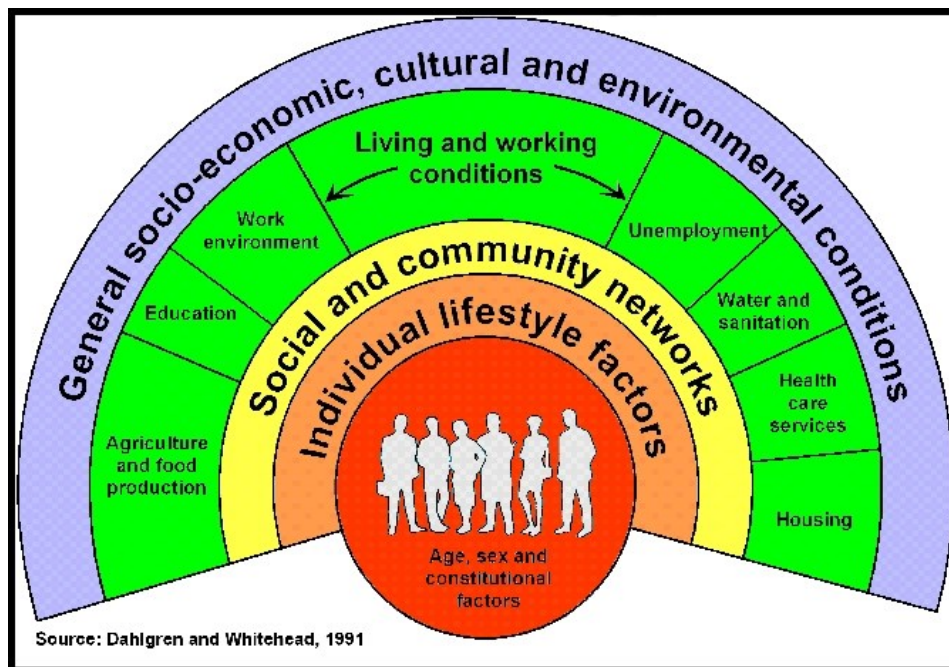 General socio-economic, cultural and environmental conditions
Living and working
conditions
Work
environment
Unemployment
Education
Water and
sanitation
Agriculture
and food
production
Health
care
services
Housing
Social and community networks
Individual lifestyle factors
Age, sex and
constitutional
factors
Source: Dahlgren and Whitehead, 1991